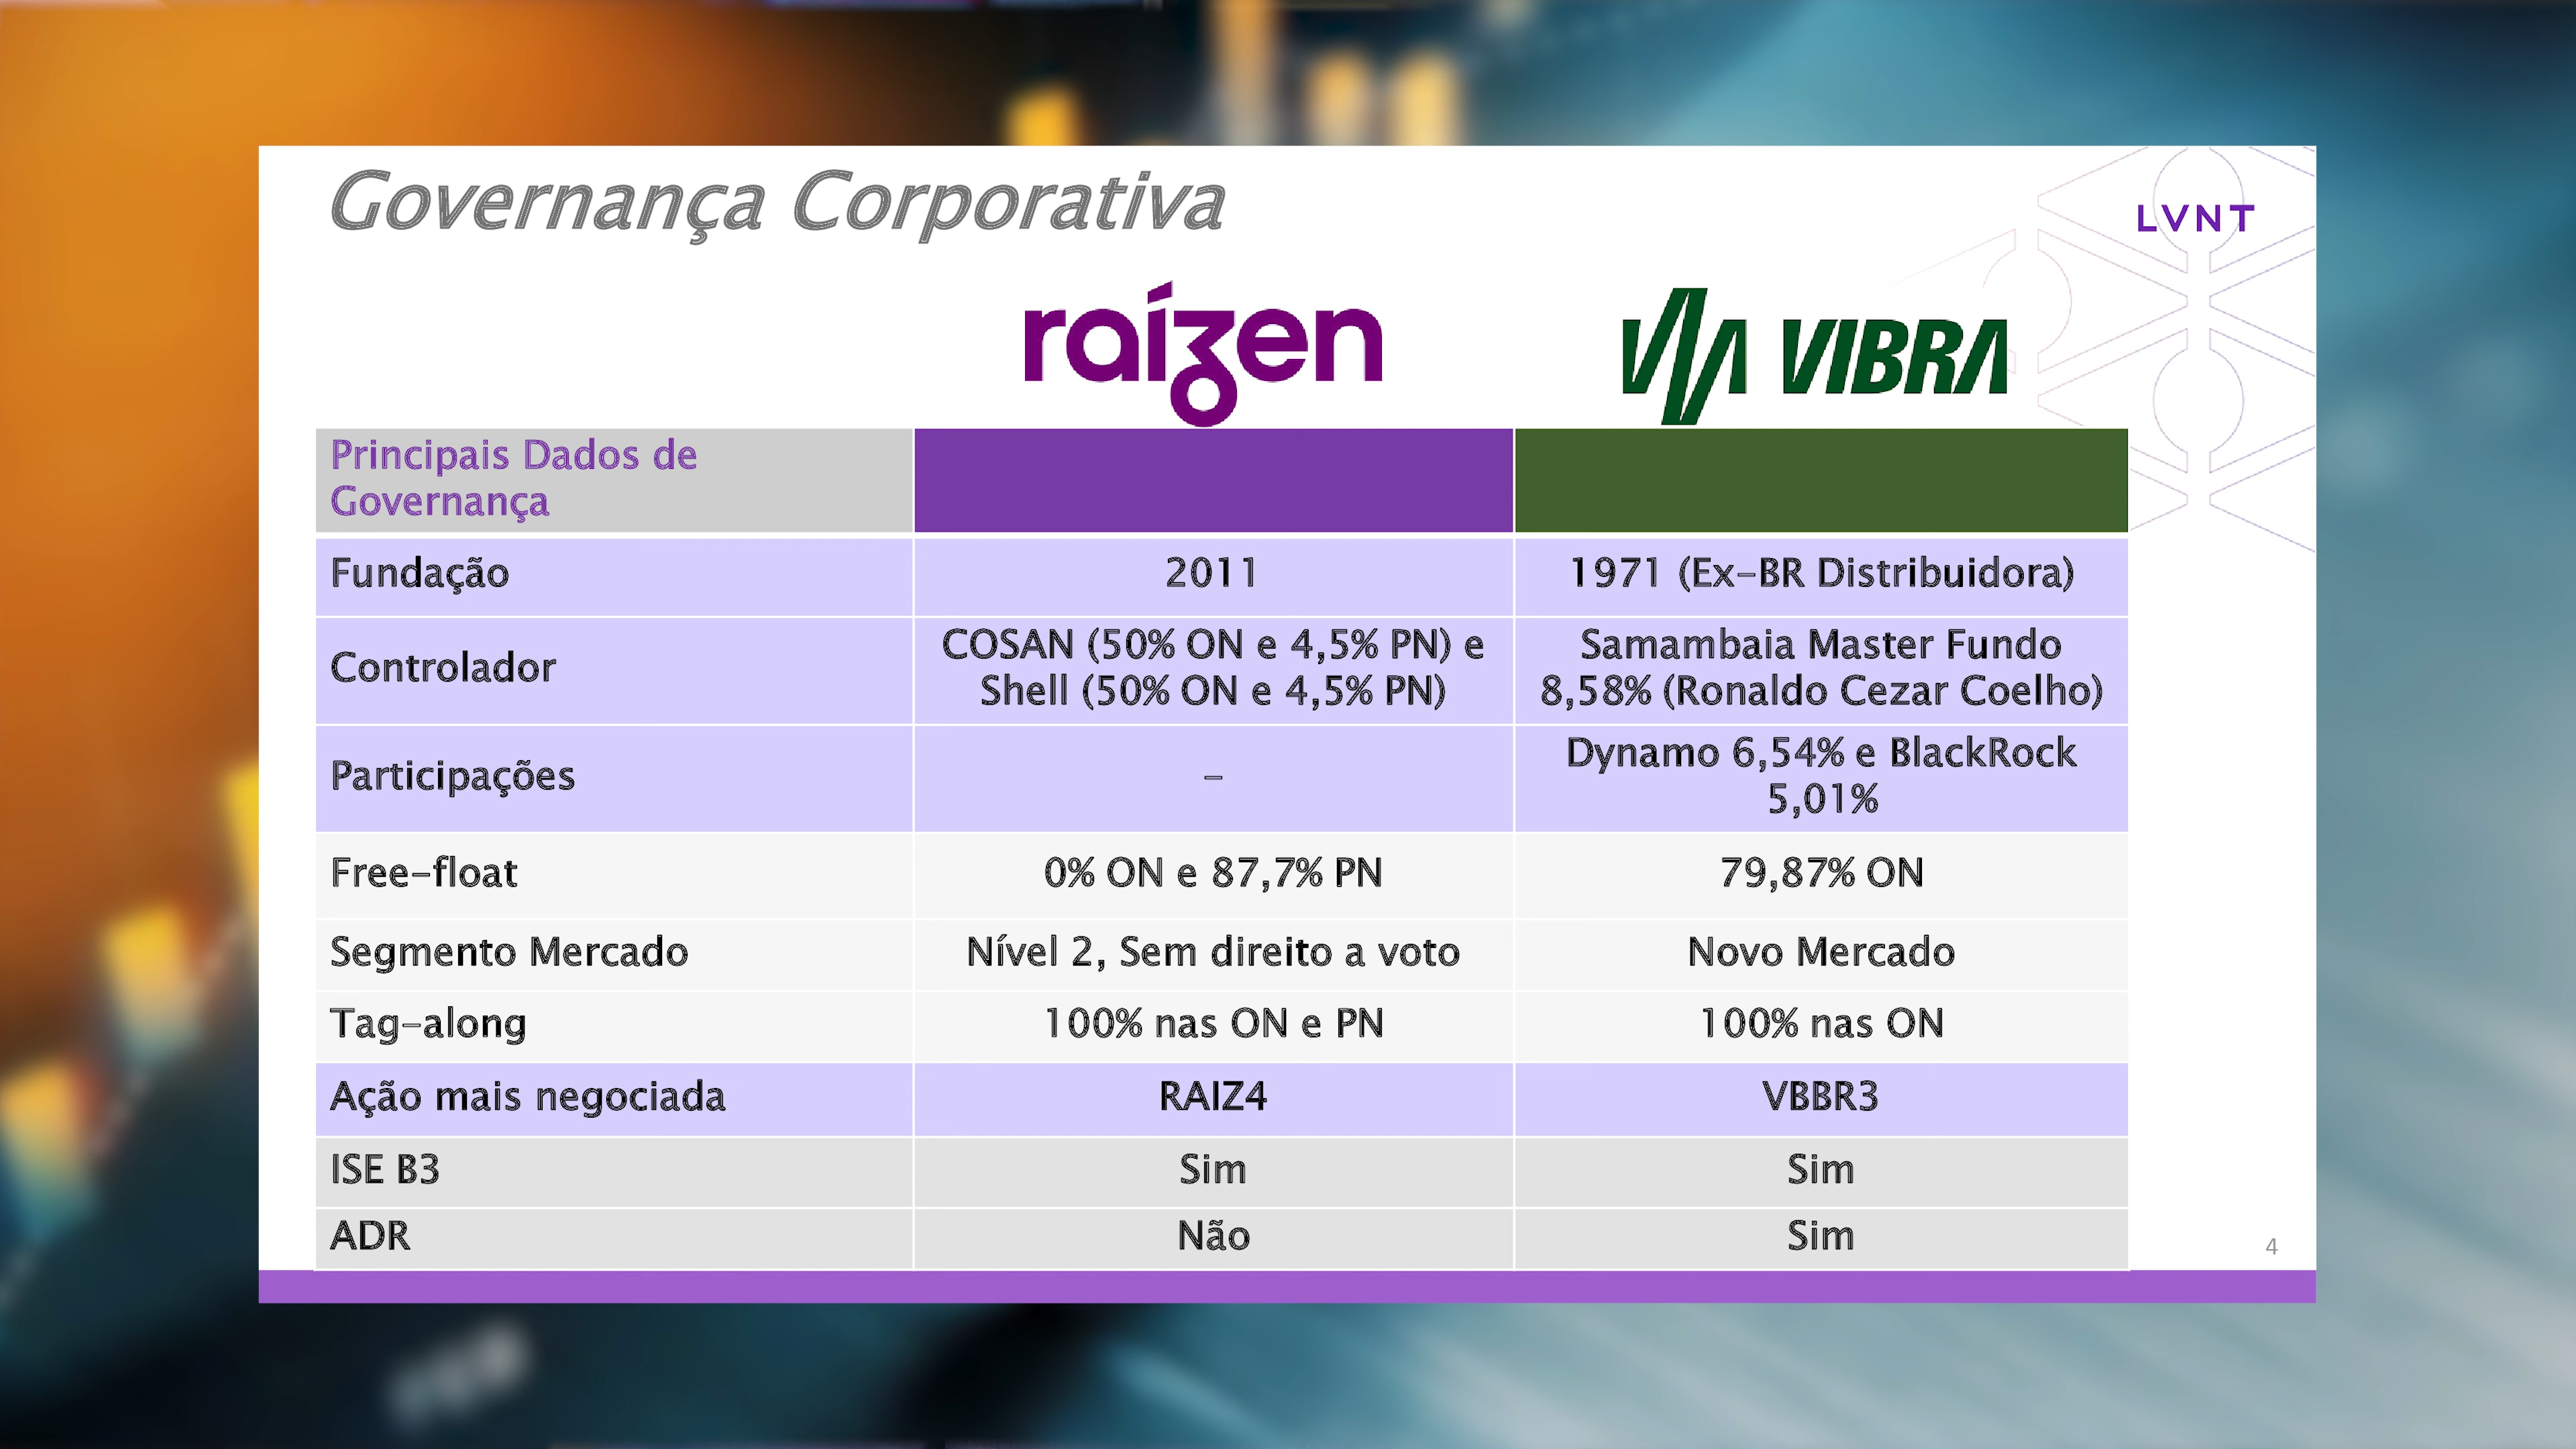 Governança Corporativa
LVNT
raízen
VIBRA
Principais Dados de
Governança
Fundação
2011
1971 (Ex-BR Distribuidora)
Controlador
COSAN (50% ON e 4,5% PN) e
Shell (50% ON e 4,5% PN)
Samambaia Master Fundo
8,58% (Ronaldo Cezar Coelho)
Participações
-
Dynamo 6,54% e BlackRock
5,01%
Free-float
0% ON e 87,7% PN
79,87% ON
Segmento Mercado
Nível 2, Sem direito a voto
Novo Mercado
Tag-along
100% nas ON e PN
100% nas ON
Ação mais negociada
RAIZ4
VBBR3
ISE B3
Sim
Sim
ADR
Não
Sim
4